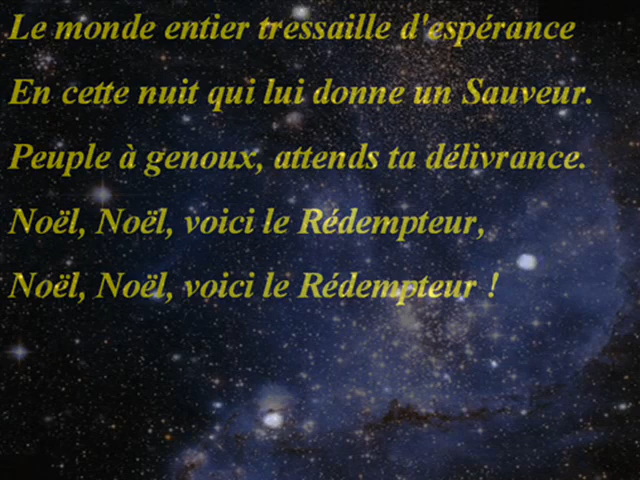 Le monde entier tressaille d'espérance
En cette nuit qui lui donne un Sauveur.
Peuple à genoux, attends ta délivrance.
Noël, Noël, voici le Rédempteur,
Noël, Noël, voici le Rédempteur !